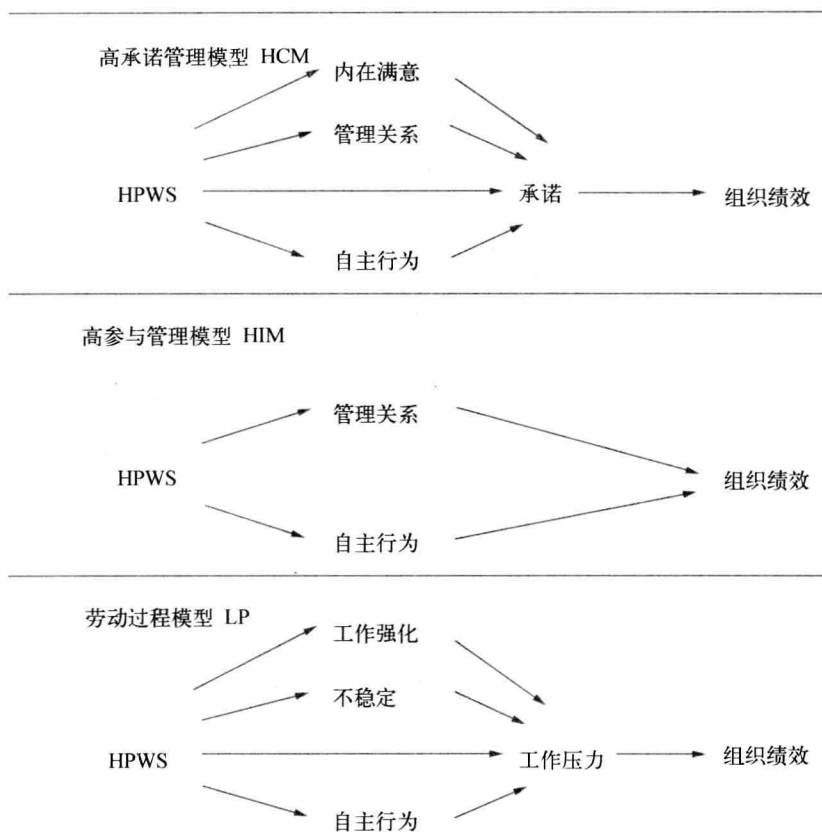 高承诺管理模型 HCM
内在满意
管理关系
HPWS
承诺
组织绩效
自主行为
高参与管理模型 HIM
管理关系
HPWS
组织绩效
自主行为
劳动过程模型 LP
工作强化
不稳定
HPWS
工作压力
组织绩效
自主行为